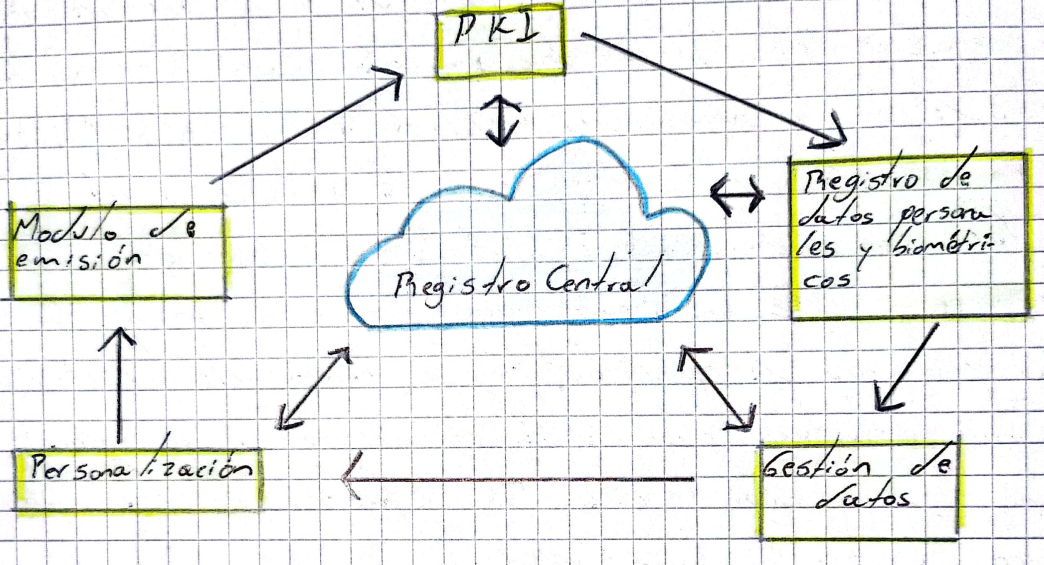 PKI
Registro de
datos persona
les y biométri-
cos
Modulo de
emisión
Registro Central
Personalización
Gestión de
datos